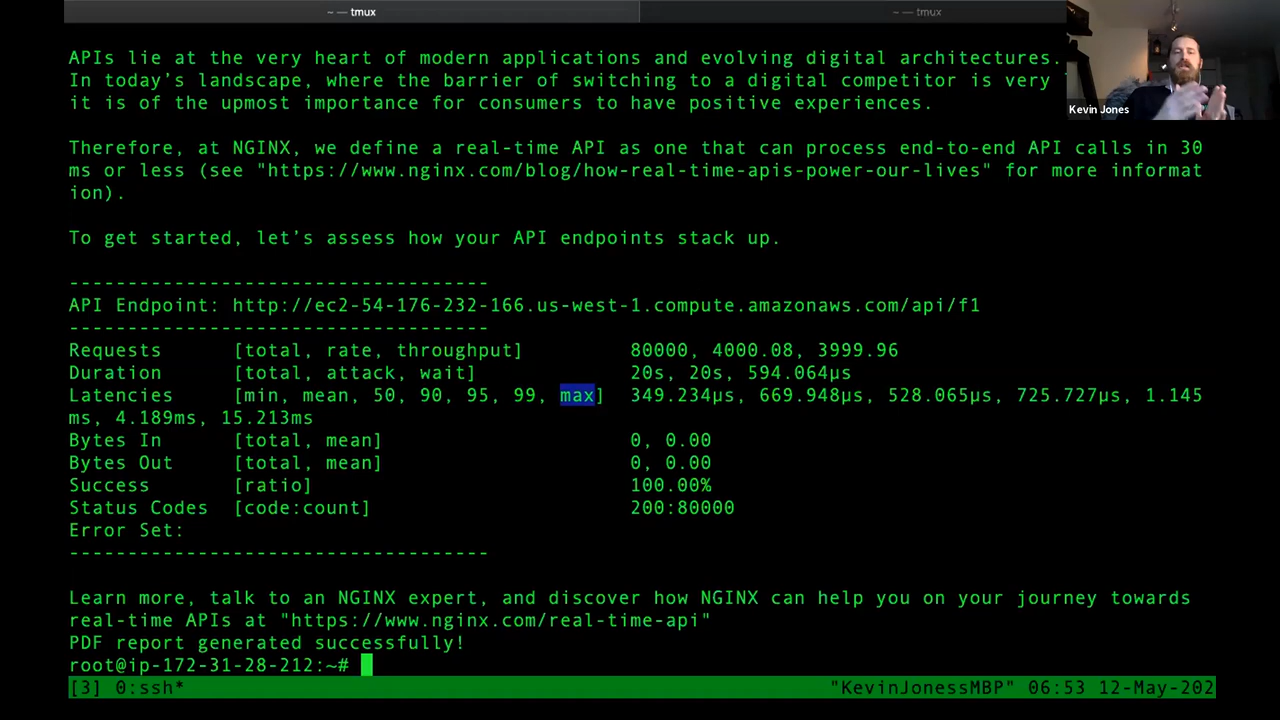 ~ — tmux
~ — tmux
APIs lie at the very heart of modern applications and evolving digital architectures.
In today's landscape, where the barrier of switching to a digital competitor is very
it is of the upmost importance for consumers to have positive experiences.
Kevin Jones
Therefore, at NGINX, we define a real-time API as one that can process end-to-end API calls in 30
ms or less (see "https://www.nginx.com/blog/how-real-time-apis-power-our-lives" for more informat
ion).
To get started, let's assess how your API endpoints stack up.
------------------------------------
API Endpoint: http://ec2-54-176-232-166.us-west-1.compute.amazonaws.com/api/f1
------------------------------------
Requests [total, rate, throughput] 80000, 4000.08, 3999.96
Duration [total, attack, wait] 20s, 20s, 594.064µs
Latencies [min, mean, 50, 90, 95, 99, max] 349.234µs, 669.948µs, 528.065µs, 725.727µs, 1.145
ms, 4.189ms, 15.213ms
Bytes In [total, mean] 0, 0.00
Bytes Out [total, mean] 0, 0.00
Success [ratio] 100.00%
Status Codes [code:count] 200:80000
Error Set:
------------------------------------
Learn more, talk to an NGINX expert, and discover how NGINX can help you on your journey towards
real-time APIs at "https://www.nginx.com/real-time-api"
PDF report generated successfully!
root@ip-172-31-28-212:~#
[3] 0:ssh* "KevinJonessMBP" 06:53 12-May-202